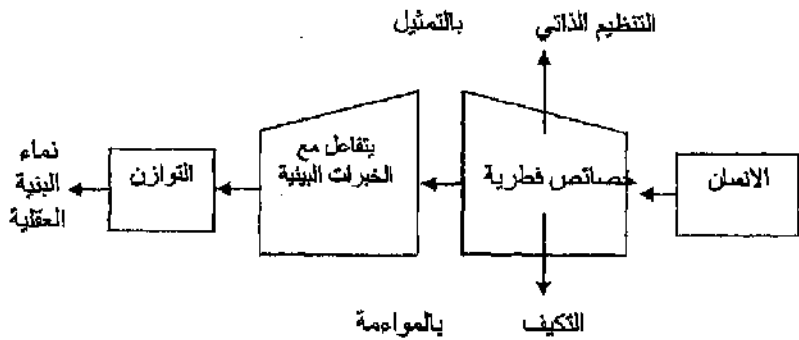 التنظيم الذاتي
بالتمثيل
الانسان
خصائص فطرية
يتفاعل مع
الخبرات البيئية
التوازن
نماء
البنية
العقلية
التكيف
بالمواءمة